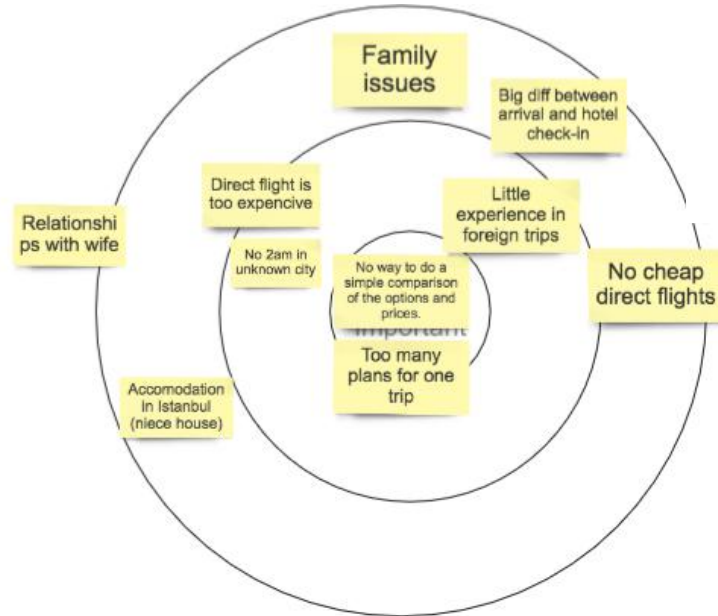 Family
issues
Big diff between
arrival and hotel
check-in
Direct flight is
too expencive
Little
experience in
foreign trips
Relationshi
ps with wife
No 2am in
unknown city
No way to do a
simple comparison
of the options and
prices.
No cheap
direct flights
Important
Too many
plans for one
trip
Accomodation
in Istanbul
(niece house)